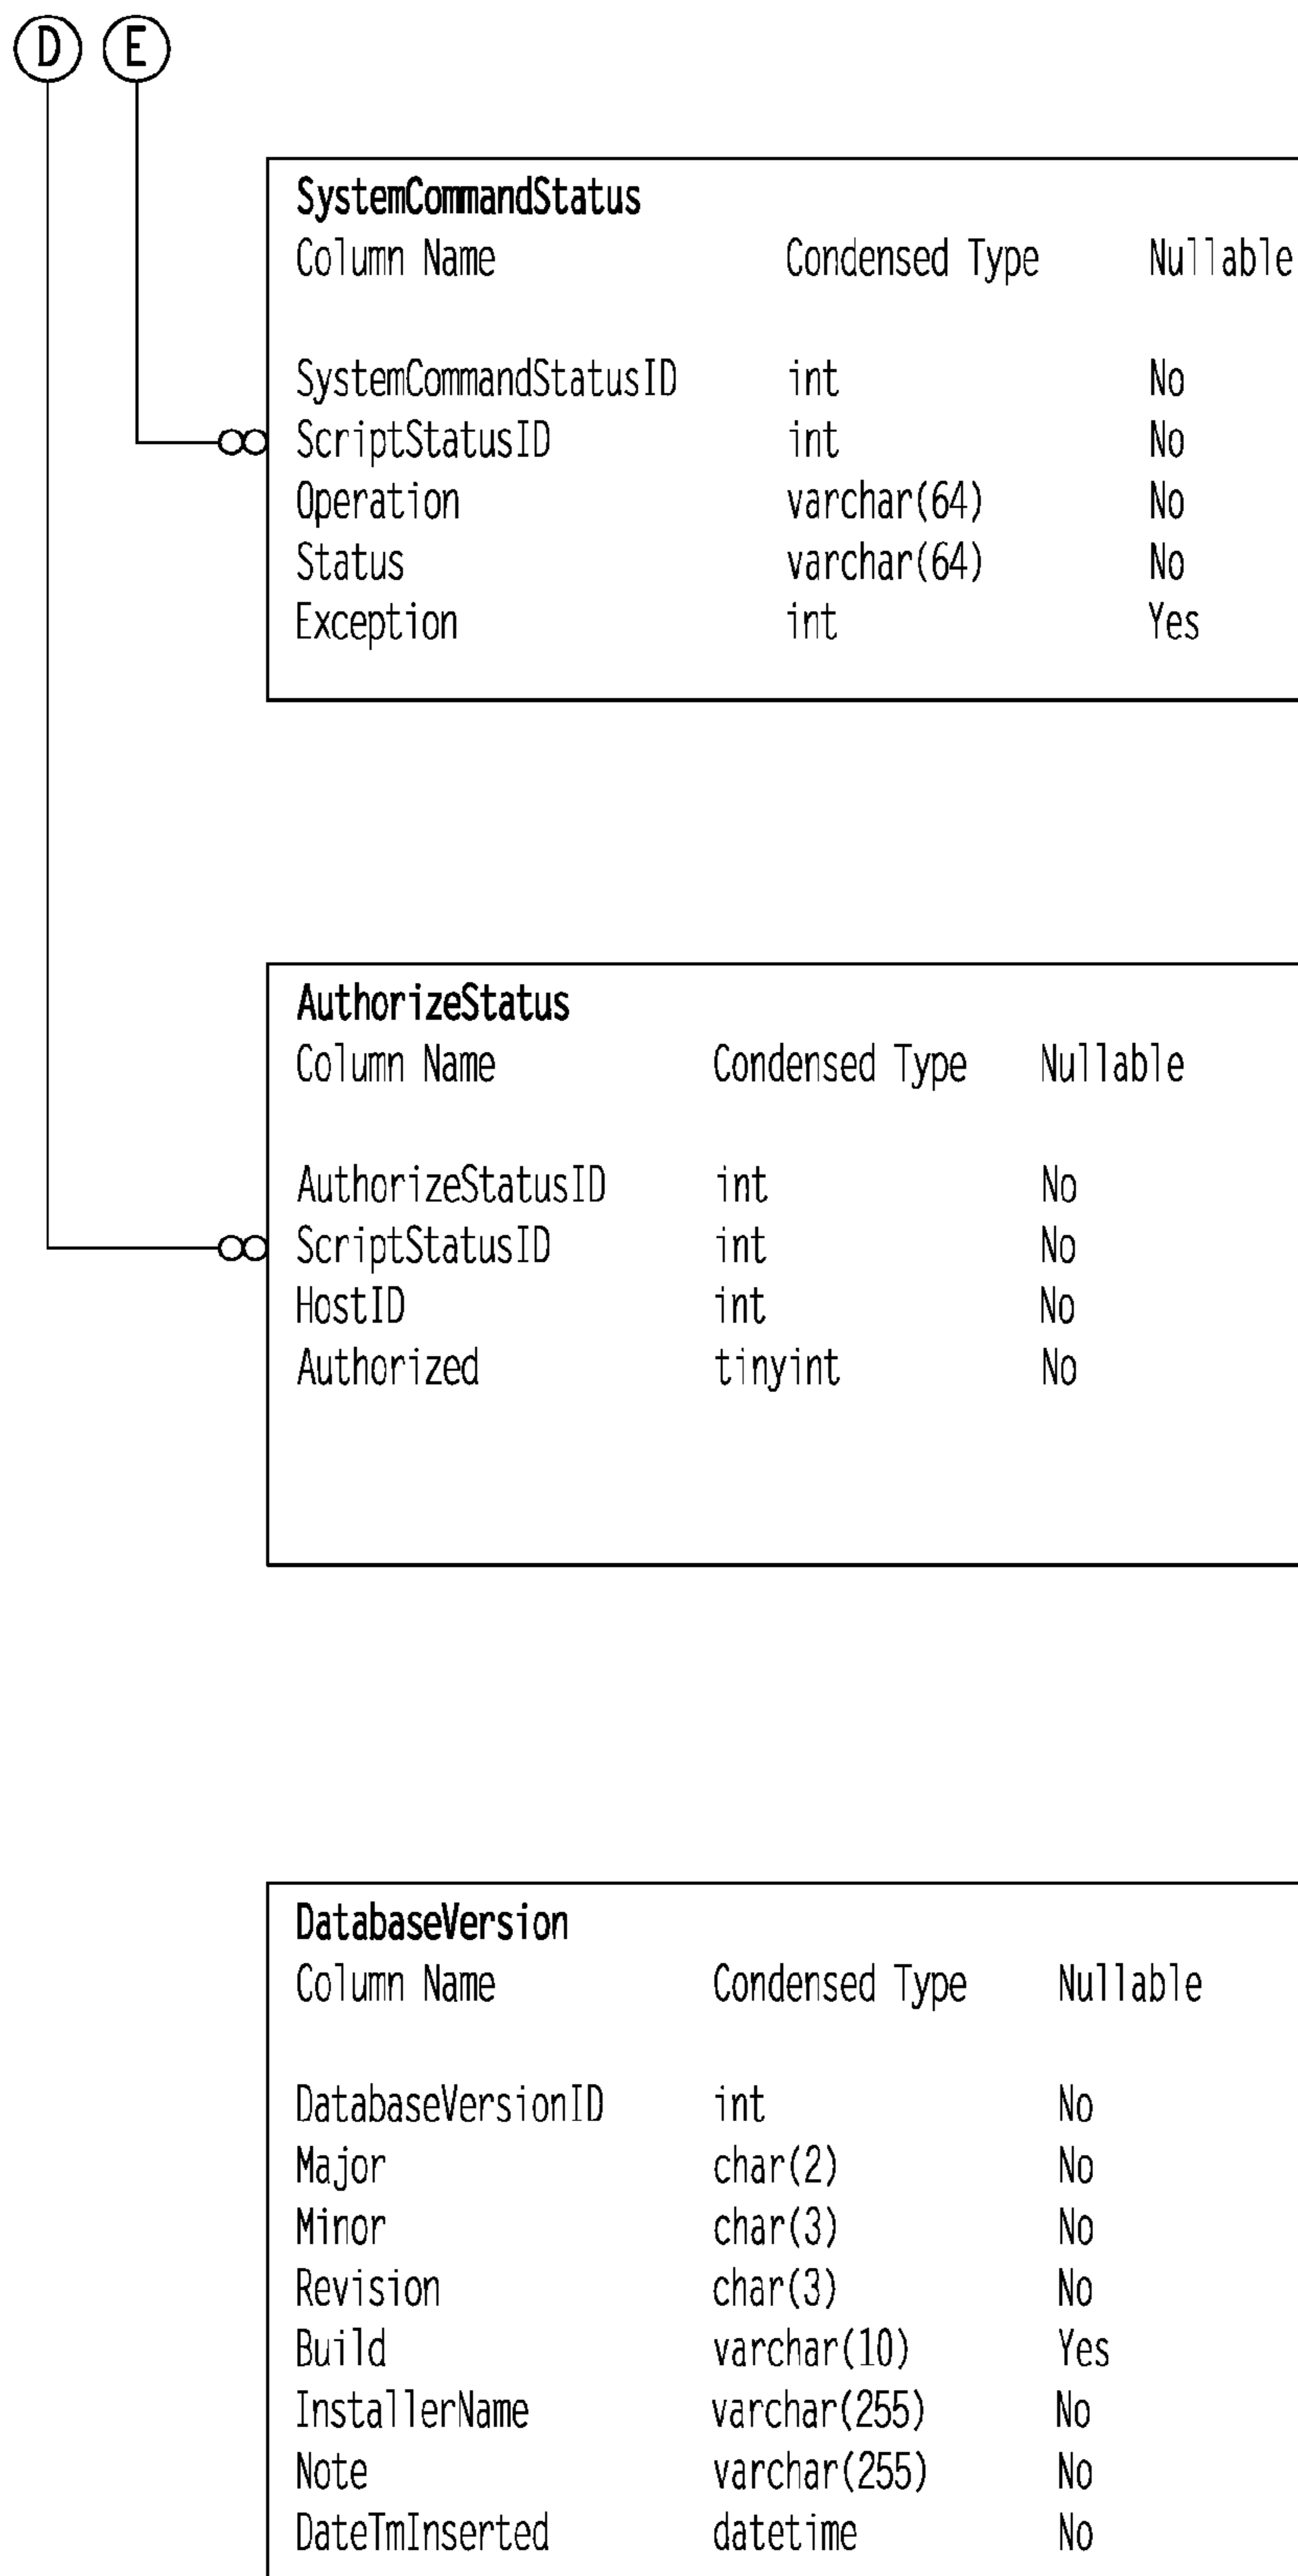 D E
SystemCommandStatus
Column Name Condensed Type Nullable
SystemCommandStatusID int No
ScriptStatusID int No
Operation varchar(64) No
Status varchar(64) No
Exception int Yes
AuthorizeStatus
Column Name Condensed Type Nullable
AuthorizeStatusID int No
ScriptStatusID int No
HostID int No
Authorized tinyint No
DatabaseVersion
Column Name Condensed Type Nullable
DatabaseVersionID int No
Major char(2) No
Minor char(3) No
Revision char(3) No
Build varchar(10) Yes
InstallerName varchar(255) No
Note varchar(255) No
DateTmInserted datetime No